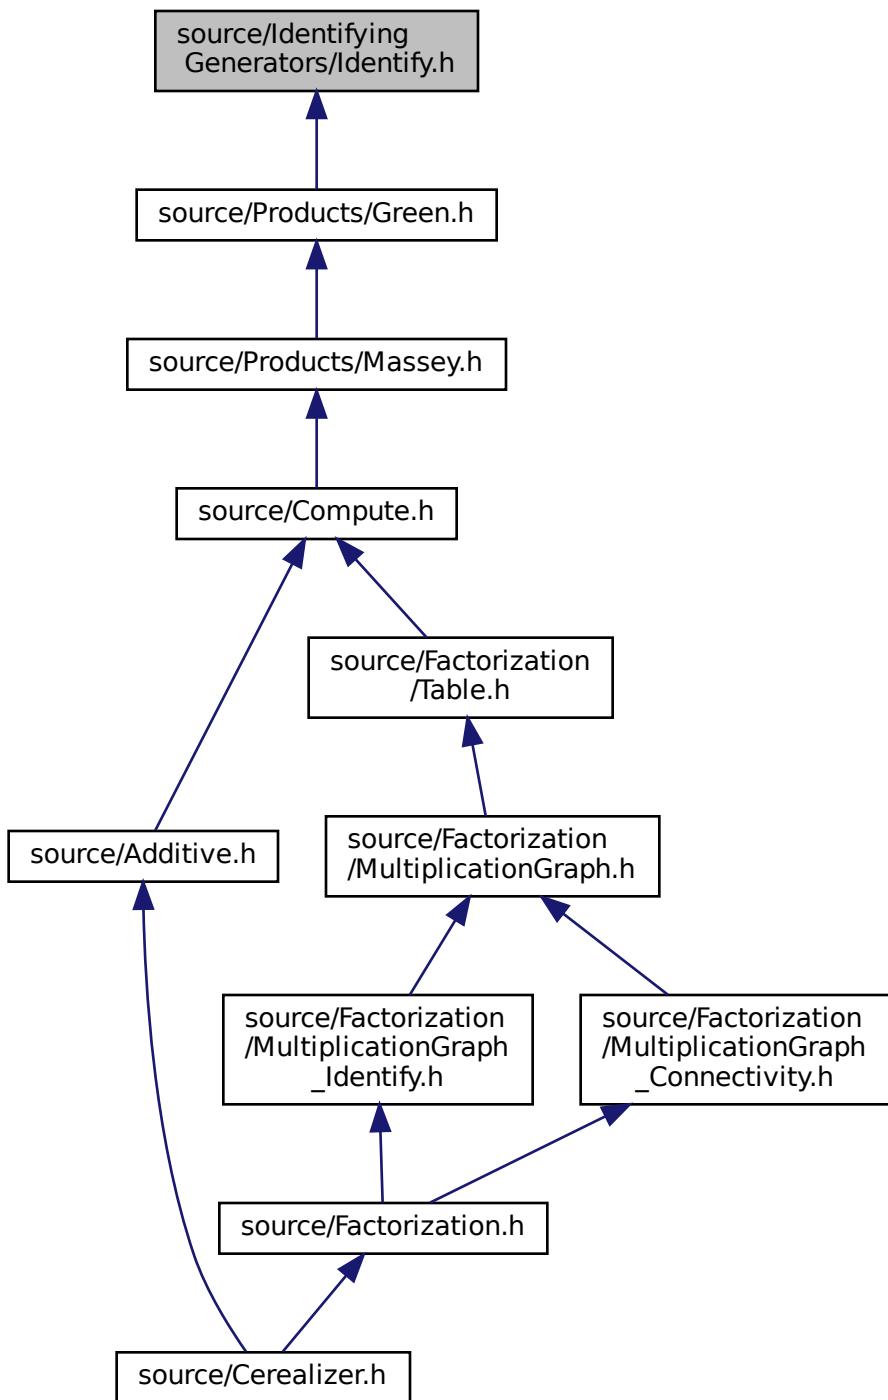 source/Identifying
Generators/Identify.h
source/Products/Green.h
source/Products/Massey.h
source/Compute.h
source/Factorization
/Table.h
source/Additive.h
source/Factorization
/MultiplicationGraph.h
source/Factorization
/MultiplicationGraph
_Identify.h
source/Factorization
/MultiplicationGraph
_Connectivity.h
source/Factorization.h
source/Cerealizer.h